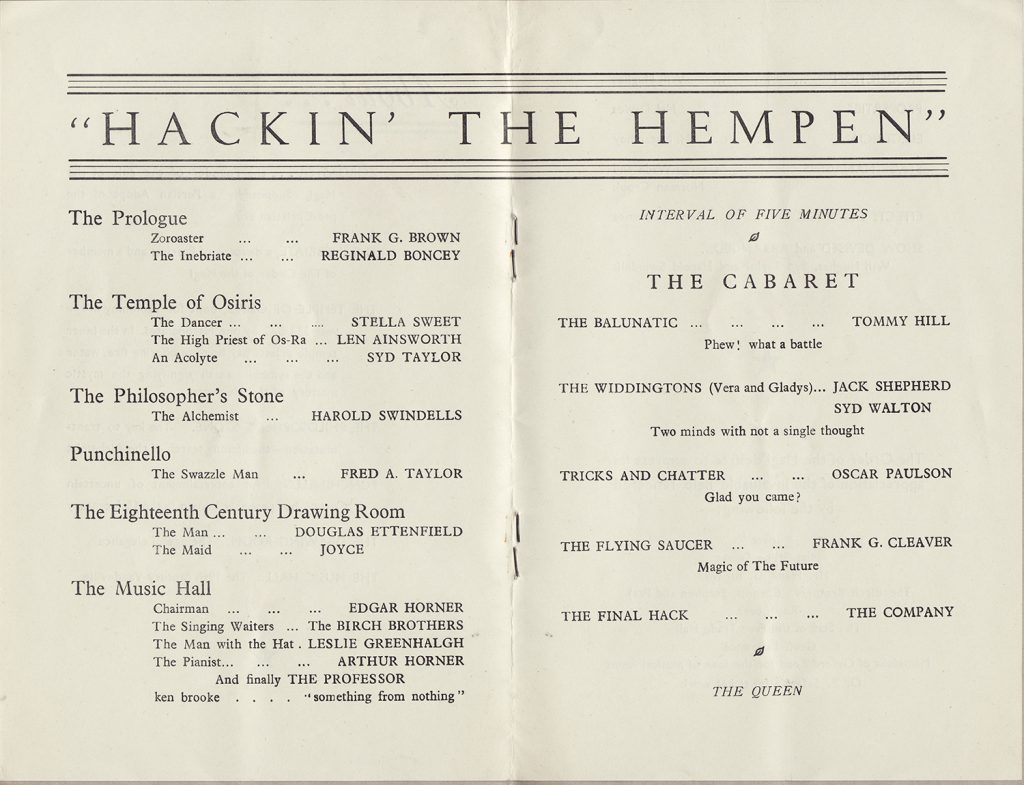 "HACKIN' THE HEMPEN"
The Prologue
Zoroaster ... ... FRANK G. BROWN
The Inebriate ... ... REGINALD BONCEY
The Temple of Osiris
The Dancer ... ... .... STELLA SWEET
The High Priest of Os-Ra ... LEN AINSWORTH
An Acolyte ... ... ... SYD TAYLOR
The Philosopher's Stone
The Alchemist ... HAROLD SWINDELLS
Punchinello
The Swazzle Man ... FRED A. TAYLOR
The Eighteenth Century Drawing Room
The Man ... ... DOUGLAS ETTENFIELD
The Maid ... ... JOYCE
The Music Hall
Chairman ... ... ... EDGAR HORNER
The Singing Waiters ... The BIRCH BROTHERS
The Man with the Hat . LESLIE GREENHALGH
The Pianist... ... ... ARTHUR HORNER
And finally THE PROFESSOR
ken brooke . . . . "something from nothing"
INTERVAL OF FIVE MINUTES
THE CABARET
THE BALUNATIC ... ... ... ... TOMMY HILL
Phew! what a battle
THE WIDDINGTONS (Vera and Gladys)... JACK SHEPHERD
SYD WALTON
Two minds with not a single thought
TRICKS AND CHATTER ... ... OSCAR PAULSON
Glad you came?
THE FLYING SAUCER ... ... FRANK G. CLEAVER
Magic of The Future
THE FINAL HACK ... ... ... THE COMPANY
THE QUEEN